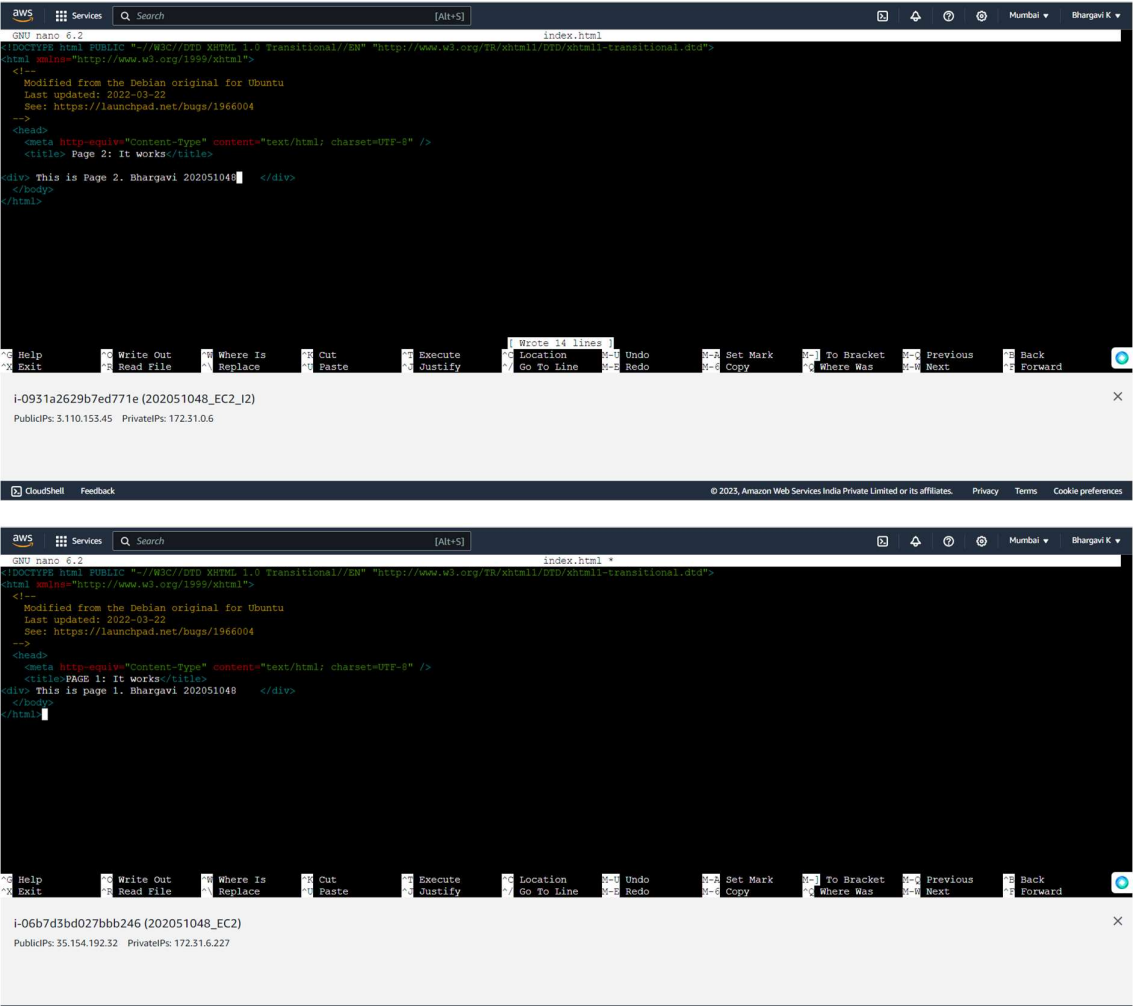 aws Services Search [Alt+S] Mumbai Bhargavi K
GNU nano 6.2 index.html
<!DOCTYPE html PUBLIC "-//W3C//DTD XHTML 1.0 Transitional//EN" "http://www.w3.org/TR/xhtml1/DTD/xhtml1-transitional.dtd">
<html xmlns="http://www.w3.org/1999/xhtml">
<!--
Modified from the Debian original for Ubuntu
Last updated: 2022-03-22
See: https://launchpad.net/bugs/1966004
-->
<head>
<meta http-equiv="Content-Type" content="text/html; charset=UTF-8" />
<title> Page 2: It works</title>
<div> This is Page 2. Bhargavi 202051048 </div>
</body>
</html>
[ Wrote 14 lines ]
^G Help ^O Write Out ^W Where Is ^K Cut ^T Execute ^C Location M-U Undo M-A Set Mark M-] To Bracket M-Q Previous ^B Back
^X Exit ^R Read File ^\ Replace ^U Paste ^J Justify ^/ Go To Line M-E Redo M-6 Copy ^Q Where Was M-W Next ^F Forward
i-0931a2629b7ed771e (202051048_EC2_I2)
PublicIPs: 3.110.153.45 PrivateIPs: 172.31.0.6
CloudShell Feedback © 2023, Amazon Web Services India Private Limited or its affiliates. Privacy Terms Cookie preferences
aws Services Search [Alt+S] Mumbai Bhargavi K
GNU nano 6.2 index.html *
<!DOCTYPE html PUBLIC "-//W3C//DTD XHTML 1.0 Transitional//EN" "http://www.w3.org/TR/xhtml1/DTD/xhtml1-transitional.dtd">
<html xmlns="http://www.w3.org/1999/xhtml">
<!--
Modified from the Debian original for Ubuntu
Last updated: 2022-03-22
See: https://launchpad.net/bugs/1966004
-->
<head>
<meta http-equiv="Content-Type" content="text/html; charset=UTF-8" />
<title>PAGE 1: It works</title>
<div> This is page 1. Bhargavi 202051048 </div>
</body>
</html>
^G Help ^O Write Out ^W Where Is ^K Cut ^T Execute ^C Location M-U Undo M-A Set Mark M-] To Bracket M-Q Previous ^B Back
^X Exit ^R Read File ^\ Replace ^U Paste ^J Justify ^/ Go To Line M-E Redo M-6 Copy ^Q Where Was M-W Next ^F Forward
i-06b7d3bd027bbb246 (202051048_EC2)
PublicIPs: 35.154.192.32 PrivateIPs: 172.31.6.227